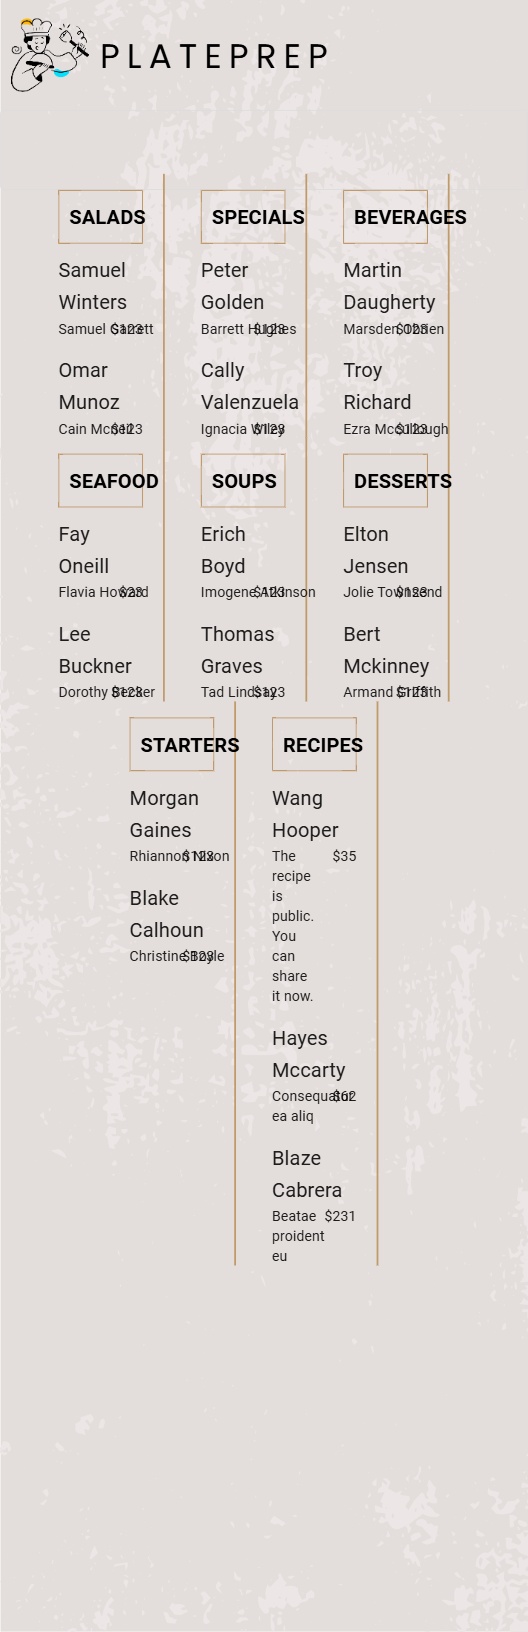 PLATEPREP
SALADS
Samuel
Winters
Samuel Garrett $123
Omar
Munoz
Cain Mcneil $123
SPECIALS
Peter
Golden
Barrett Hughes $123
Cally
Valenzuela
Ignacia Wiley $123
BEVERAGES
Martin
Daugherty
Marsden Obrien $123
Troy
Richard
Ezra Mccullough $123
SEAFOOD
Fay
Oneill
Flavia Howard $23
Lee
Buckner
Dorothy Becker $123
SOUPS
Erich
Boyd
Imogene Atkinson $123
Thomas
Graves
Tad Lindsay $123
DESSERTS
Elton
Jensen
Jolie Townsend $123
Bert
Mckinney
Armand Griffith $123
STARTERS
Morgan
Gaines
Rhiannon Nixon $123
Blake
Calhoun
Christine Boyle $123
RECIPES
Wang
Hooper
The $35
recipe
is
public.
You
can
share
it now.
Hayes
Mccarty
Consequatur $62
ea aliq
Blaze
Cabrera
Beatae $231
proident
eu